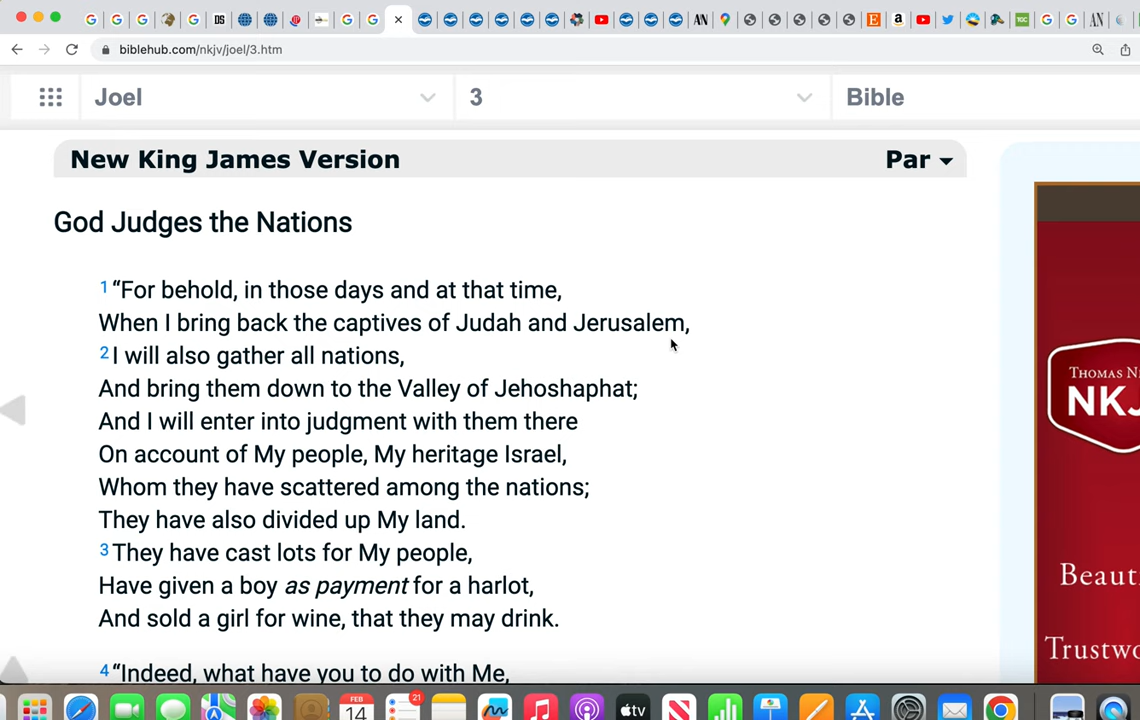 DS
AN
TGC
AN
biblehub.com/nkjv/joel/3.htm
Joel
3
Bible
New King James Version
Par
God Judges the Nations
1 “For behold, in those days and at that time,
When I bring back the captives of Judah and Jerusalem,
2 I will also gather all nations,
And bring them down to the Valley of Jehoshaphat;
And I will enter into judgment with them there
On account of My people, My heritage Israel,
Whom they have scattered among the nations;
They have also divided up My land.
3 They have cast lots for My people,
Have given a boy as payment for a harlot,
And sold a girl for wine, that they may drink.
4 “Indeed, what have you to do with Me,
THOMAS
NKJ
Beaut
Trustwo
FEB
14
21
tv